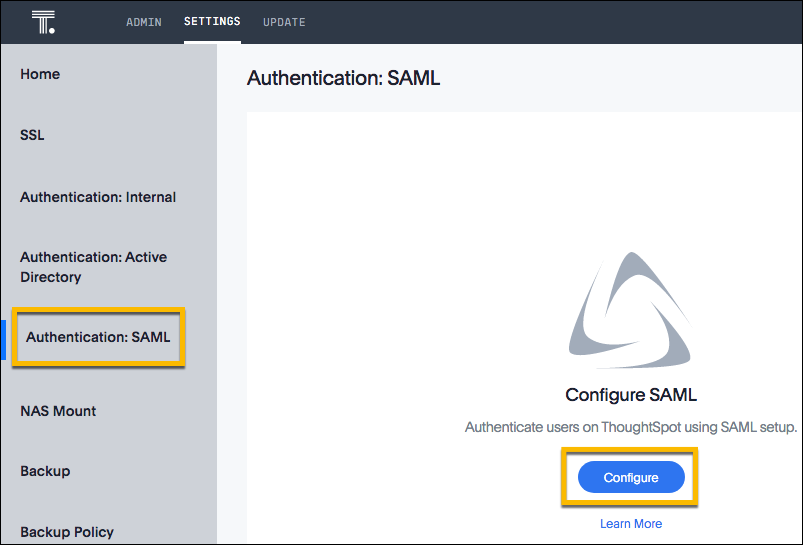 T.
ADMIN SETTINGS UPDATE
Home
SSL
Authentication: Internal
Authentication: Active
Directory
Authentication: SAML
NAS Mount
Backup
Backup Policy
Authentication: SAML
Configure SAML
Authenticate users on ThoughtSpot using SAML setup.
Configure
Learn More